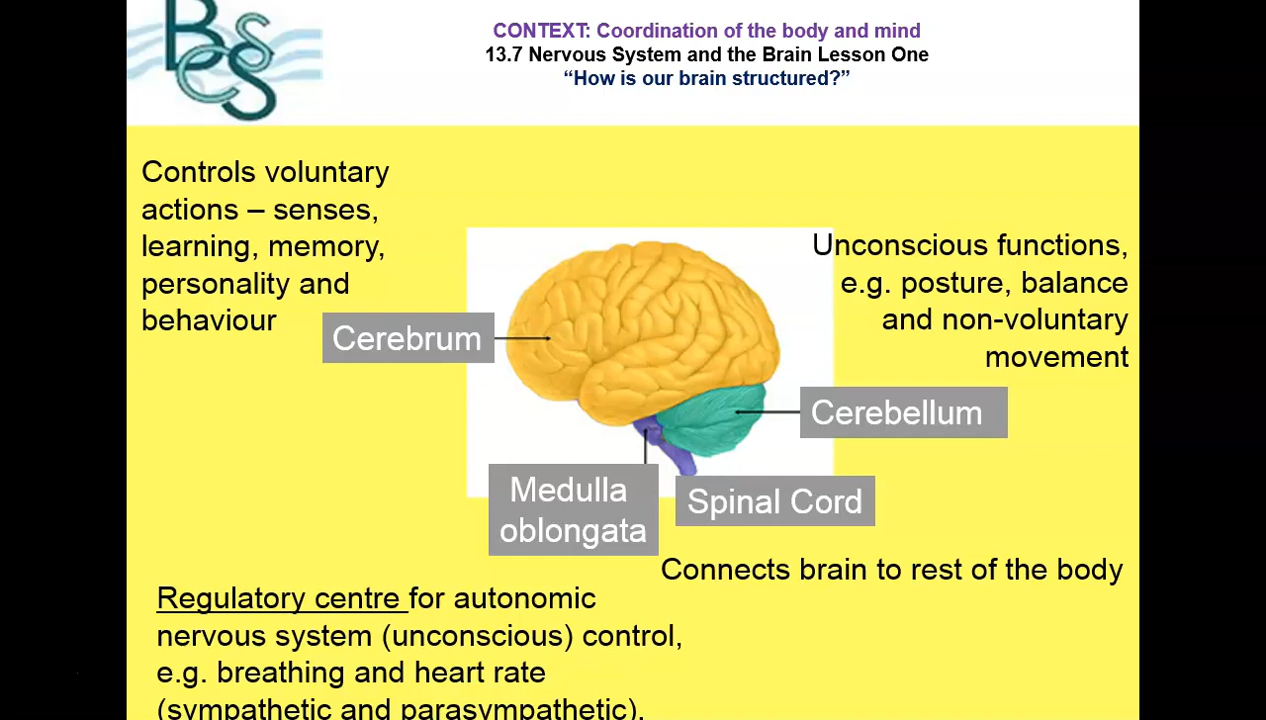 BCSCS
CONTEXT: Coordination of the body and mind
13.7 Nervous System and the Brain Lesson One
“How is our brain structured?”
Controls voluntary
actions – senses,
learning, memory,
personality and
behaviour
Unconscious functions,
e.g. posture, balance
and non-voluntary
movement
Cerebrum
Cerebellum
Medulla
oblongata
Spinal Cord
Connects brain to rest of the body
Regulatory centre for autonomic
nervous system (unconscious) control,
e.g. breathing and heart rate
(sympathetic and parasympathetic).